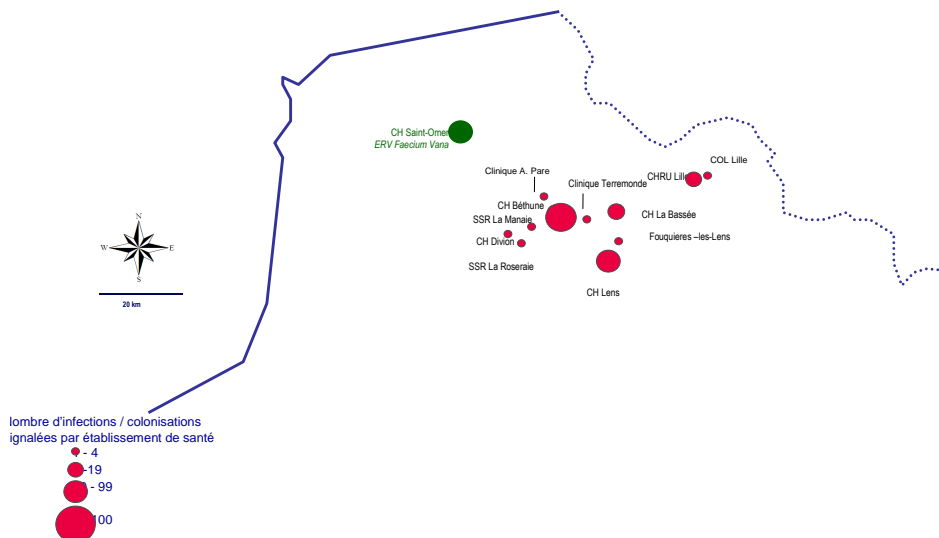 CH Saint-Omer
ERV Faecium Vana
COL Lille
Clinique A. Pare
CHRU Lille
Clinique Terremonde
CH Béthune
CH La Bassée
SSR La Manaie
CH Divion
Fouquieres –les-Lens
SSR La Roseraie
CH Lens
N
W
E
S
20 km
lombre d'infections / colonisations
ignalées par établissement de santé
- 4
-19
- 99
100